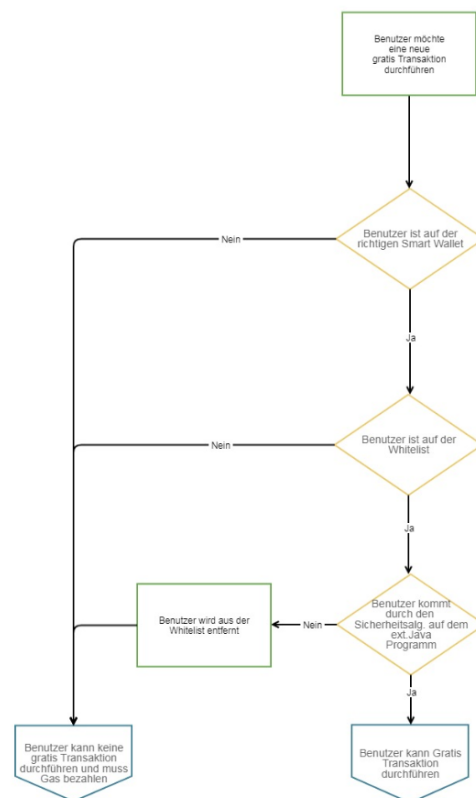 Benutzer möchte
eine neue
gratis Transaktion
durchführen
Benutzer ist auf der
richtigen Smart Wallet
Nein
Ja
Benutzer ist auf der
Whitelist
Nein
Ja
Benutzer kommt
durch den
Sicherheitsalg. auf dem
ext.Java
Programm
Nein
Benutzer wird aus der
Whitelist entfernt
Ja
Benutzer kann keine
gratis Transaktion
durchführen und muss
Gas bezahlen
Benutzer kann Gratis
Transaktion
durchführen